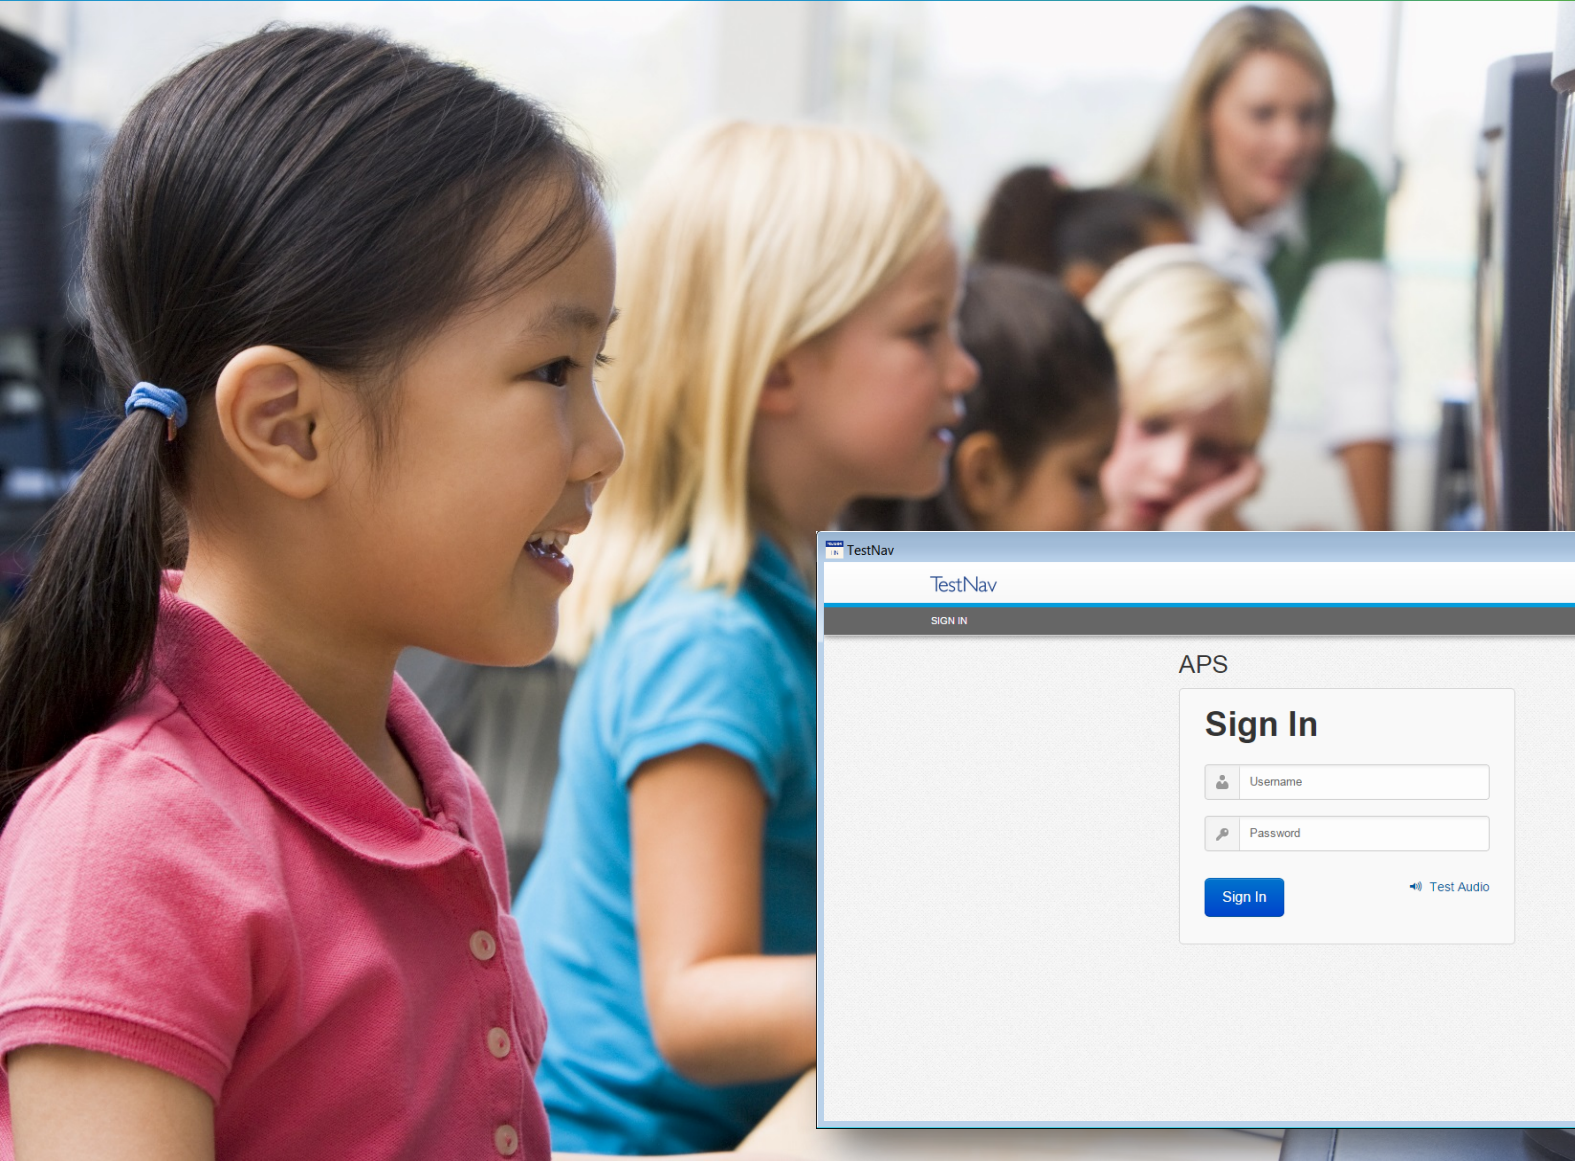 TestNav
TestNav
SIGN IN
APS
Sign In
Username
Password
Sign In
Test Audio